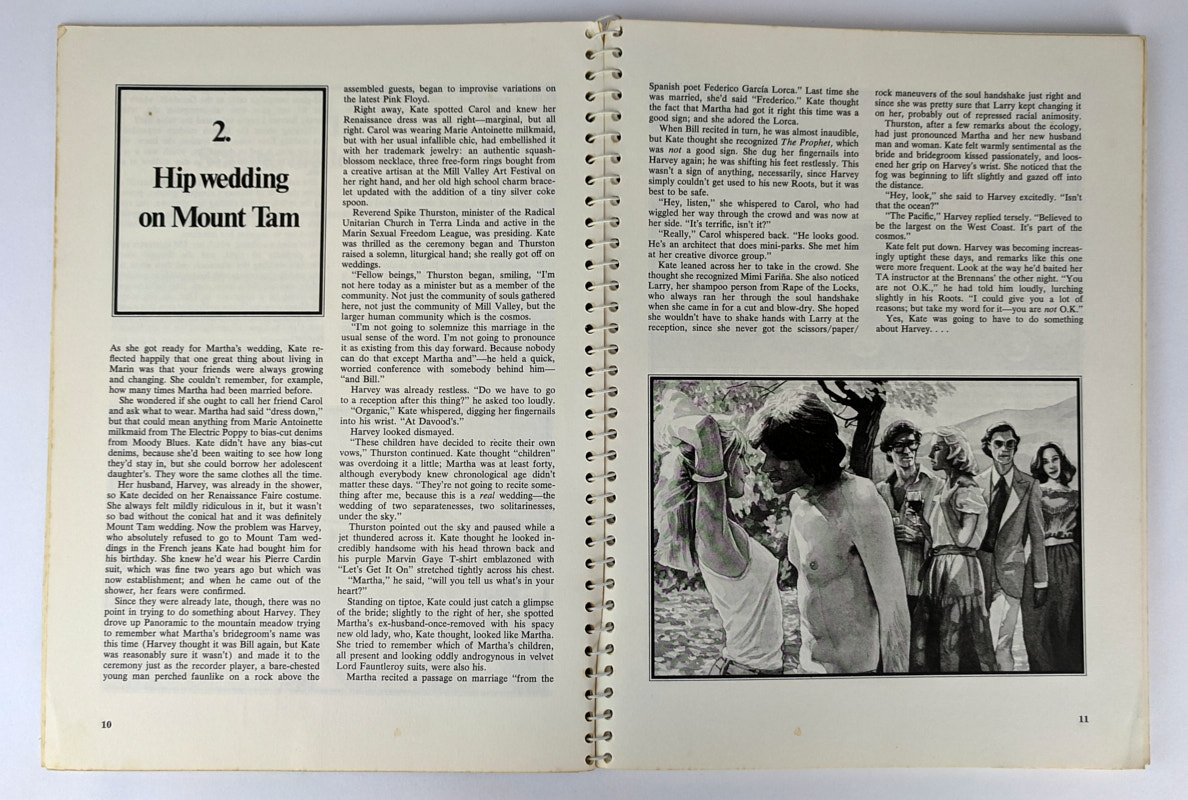 2.
Hip wedding
on Mount Tam
As she got ready for Martha's wedding, Kate re-
flected happily that one great thing about living in
Marin was that your friends were always growing
and changing. She couldn't remember, for example,
how many times Martha had been married before.
She wondered if she ought to call her friend Carol
and ask what to wear. Martha had said "dress down,"
but that could mean anything from Marie Antoinette
milkmaid from The Electric Poppy to bias-cut denims
from Moody Blues. Kate didn't have any bias-cut
denims, because she'd been waiting to see how long
they'd stay in, but she could borrow her adolescent
daughter's. They wore the same clothes all the time.
Her husband, Harvey, was already in the shower,
so Kate decided on her Renaissance Faire costume.
She always felt mildly ridiculous in it, but it wasn't
so bad without the conical hat and it was definitely
Mount Tam wedding. Now the problem was Harvey,
who absolutely refused to go to Mount Tam wed-
dings in the French jeans Kate had bought him for
his birthday. She knew he'd wear his Pierre Cardin
suit, which was fine two years ago but which was
now establishment; and when he came out of the
shower, her fears were confirmed.
Since they were already late, though, there was no
point in trying to do something about Harvey. They
drove up Panoramic to the mountain meadow trying
to remember what Martha's bridegroom's name was
this time (Harvey thought it was Bill again, but Kate
was reasonably sure it wasn't) and made it to the
ceremony just as the recorder player, a bare-chested
young man perched faunlike on a rock above the
assembled guests, began to improvise variations on
the latest Pink Floyd.
Right away, Kate spotted Carol and knew her
Renaissance dress was all right—marginal, but all
right. Carol was wearing Marie Antoinette milkmaid,
but with her usual infallible chic, had embellished it
with her trademark jewelry: an authentic squash-
blossom necklace, three free-form rings bought from
a creative artisan at the Mill Valley Art Festival on
her right hand, and her old high school charm brace-
let updated with the addition of a tiny silver coke
spoon.
Reverend Spike Thurston, minister of the Radical
Unitarian Church in Terra Linda and active in the
Marin Sexual Freedom League, was presiding. Kate
was thrilled as the ceremony began and Thurston
raised a solemn, liturgical hand; she really got off on
weddings.
"Fellow beings," Thurston began, smiling, "I'm
not here today as a minister but as a member of the
community. Not just the community of souls gathered
here, not just the community of Mill Valley, but the
larger human community which is the cosmos.
"I'm not going to solemnize this marriage in the
usual sense of the word. I'm not going to pronounce
it as existing from this day forward. Because nobody
can do that except Martha and"—he held a quick,
worried conference with somebody behind him—
"and Bill."
Harvey was already restless. "Do we have to go
to a reception after this thing?" he asked too loudly.
"Organic," Kate whispered, digging her fingernails
into his wrist. "At Davood's."
Harvey looked dismayed.
"These children have decided to recite their own
vows," Thurston continued. Kate thought "children"
was overdoing it a little; Martha was at least forty,
although everybody knew chronological age didn't
matter these days. "They're not going to recite some-
thing after me, because this is a real wedding—the
wedding of two separatenesses, two solitarinesses,
under the sky."
Thurston pointed out the sky and paused while a
jet thundered across it. Kate thought he looked in-
credibly handsome with his head thrown back and
his purple Marvin Gaye T-shirt emblazoned with
"Let's Get It On" stretched tightly across his chest.
"Martha," he said, "will you tell us what's in your
heart?"
Standing on tiptoe, Kate could just catch a glimpse
of the bride; slightly to the right of her, she spotted
Martha's ex-husband-once-removed with his spacy
new old lady, who, Kate thought, looked like Martha.
She tried to remember which of Martha's children,
all present and looking oddly androgynous in velvet
Lord Fauntleroy suits, were also his.
Martha recited a passage on marriage "from the
10
Spanish poet Federico García Lorca." Last time she
was married, she'd said "Frederico." Kate thought
the fact that Martha had got it right this time was a
good sign; and she adored the Lorca.
When Bill recited in turn, he was almost inaudible,
but Kate thought she recognized The Prophet, which
was not a good sign. She dug her fingernails into
Harvey again; he was shifting his feet restlessly. This
wasn't a sign of anything, necessarily, since Harvey
simply couldn't get used to his new Roots, but it was
best to be safe.
"Hey, listen," she whispered to Carol, who had
wiggled her way through the crowd and was now at
her side. "It's terrific, isn't it?"
"Really," Carol whispered back. "He looks good.
He's an architect that does mini-parks. She met him
at her creative divorce group."
Kate leaned across her to take in the crowd. She
thought she recognized Mimi Fariña. She also noticed
Larry, her shampoo person from Rape of the Locks,
who always ran her through the soul handshake
when she came in for a cut and blow-dry. She hoped
she wouldn't have to shake hands with Larry at the
reception, since she never got the scissors/paper/
rock maneuvers of the soul handshake just right and
since she was pretty sure that Larry kept changing it
on her, probably out of repressed racial animosity.
Thurston, after a few remarks about the ecology,
had just pronounced Martha and her new husband
man and woman. Kate felt warmly sentimental as the
bride and bridegroom kissed passionately, and loos-
ened her grip on Harvey's wrist. She noticed that the
fog was beginning to lift slightly and gazed off into
the distance.
"Hey, look," she said to Harvey excitedly. "Isn't
that the ocean?"
"The Pacific," Harvey replied tersely. "Believed to
be the largest on the West Coast. It's part of the
cosmos."
Kate felt put down. Harvey was becoming increas-
ingly uptight these days, and remarks like this one
were more frequent. Look at the way he'd baited her
TA instructor at the Brennans' the other night. "You
are not O.K.," he had told him loudly, lurching
slightly in his Roots. "I could give you a lot of
reasons; but take my word for it—you are not O.K."
Yes, Kate was going to have to do something
about Harvey. . . .
11